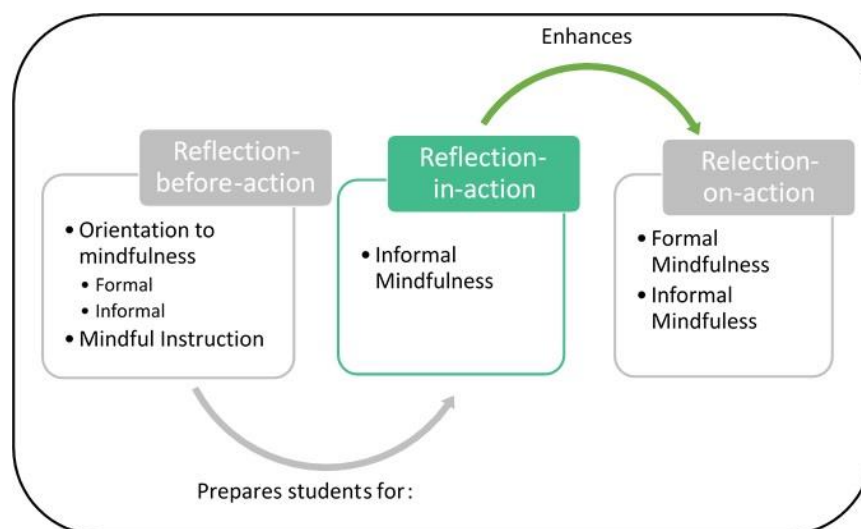 Enhances
Reflection-
before-action
• Orientation to
mindfulness
• Formal
• Informal
• Mindful Instruction
Reflection-
in-action
• Informal
Mindfulness
Relection-
on-action
• Formal
Mindfulness
• Informal
Mindfuless
Prepares students for: